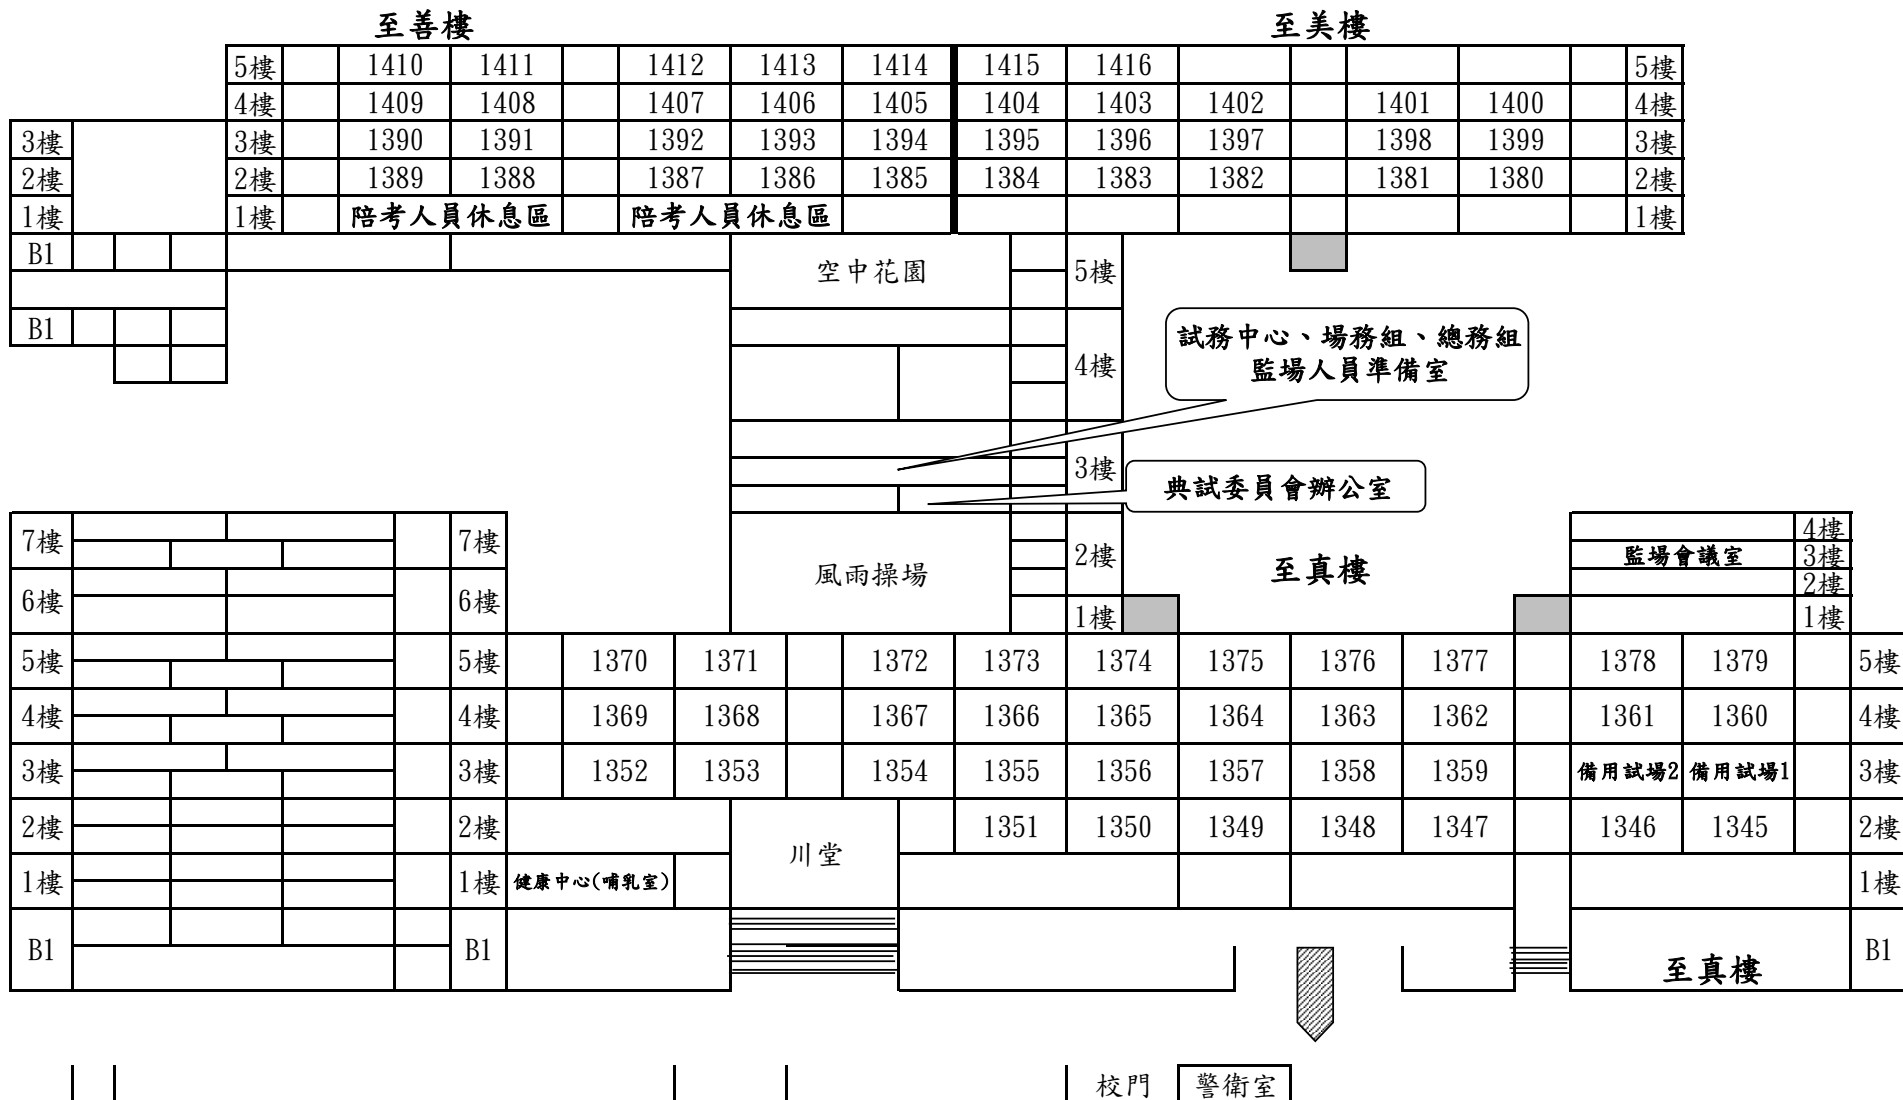 至善樓 至美樓
5樓 1410 1411 1412 1413 1414 1415 1416 5樓
4樓 1409 1408 1407 1406 1405 1404 1403 1402 1401 1400 4樓
3樓 3樓 1390 1391 1392 1393 1394 1395 1396 1397 1398 1399 3樓
2樓 2樓 1389 1388 1387 1386 1385 1384 1383 1382 1381 1380 2樓
1樓 1樓 陪考人員休息區 陪考人員休息區 1樓
B1
空中花園 5樓
B1
試務中心、場務組、總務組
監場人員準備室
4樓
3樓
典試委員會辦公室
7樓 7樓
風雨操場 2樓
至真樓
4樓
監場會議室 3樓
2樓
6樓 6樓
1樓 1樓
5樓 5樓 1370 1371 1372 1373 1374 1375 1376 1377 1378 1379 5樓
4樓 4樓 1369 1368 1367 1366 1365 1364 1363 1362 1361 1360 4樓
3樓 3樓 1352 1353 1354 1355 1356 1357 1358 1359 備用試場2 備用試場1 3樓
2樓 2樓 1351 1350 1349 1348 1347 1346 1345 2樓
川堂
1樓 1樓 健康中心(哺乳室) 1樓
B1 B1 B1
至真樓
校門 警衛室